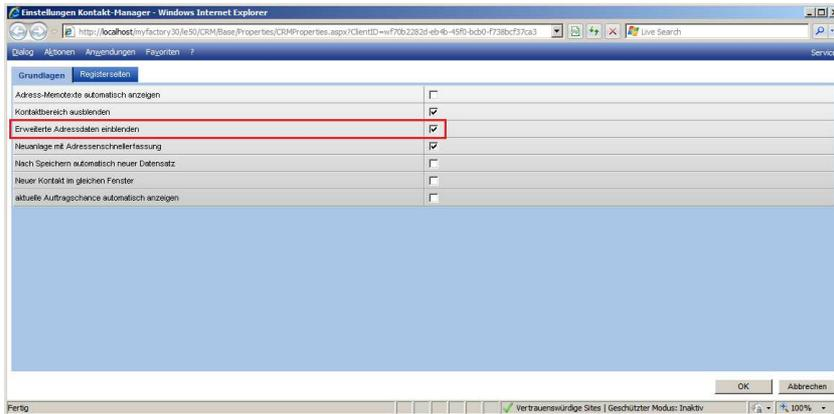 Einstellungen Kontakt-Manager - Windows Internet Explorer
http://localhost/myfactory30/ie50/CRM/Base/Properties/CRMProperties.aspx?ClientID=wf70b2282d-eb4b-45f0-bcb0-f738bcf37ca3
Live Search
Dialog Aktionen Anwendungen Favoriten ?
Service
Grundlagen Registerseiten
Adress-Memotexte automatisch anzeigen
Kontaktbereich ausblenden
Erweiterte Adressdaten einblenden
Neuanlage mit Adressenschnellerfassung
Nach Speichern automatisch neuer Datensatz
Neuer Kontakt im gleichen Fenster
aktuelle Auftragschance automatisch anzeigen
OK Abbrechen
Fertig
Vertrauenswürdige Sites | Geschützter Modus: Inaktiv
100%